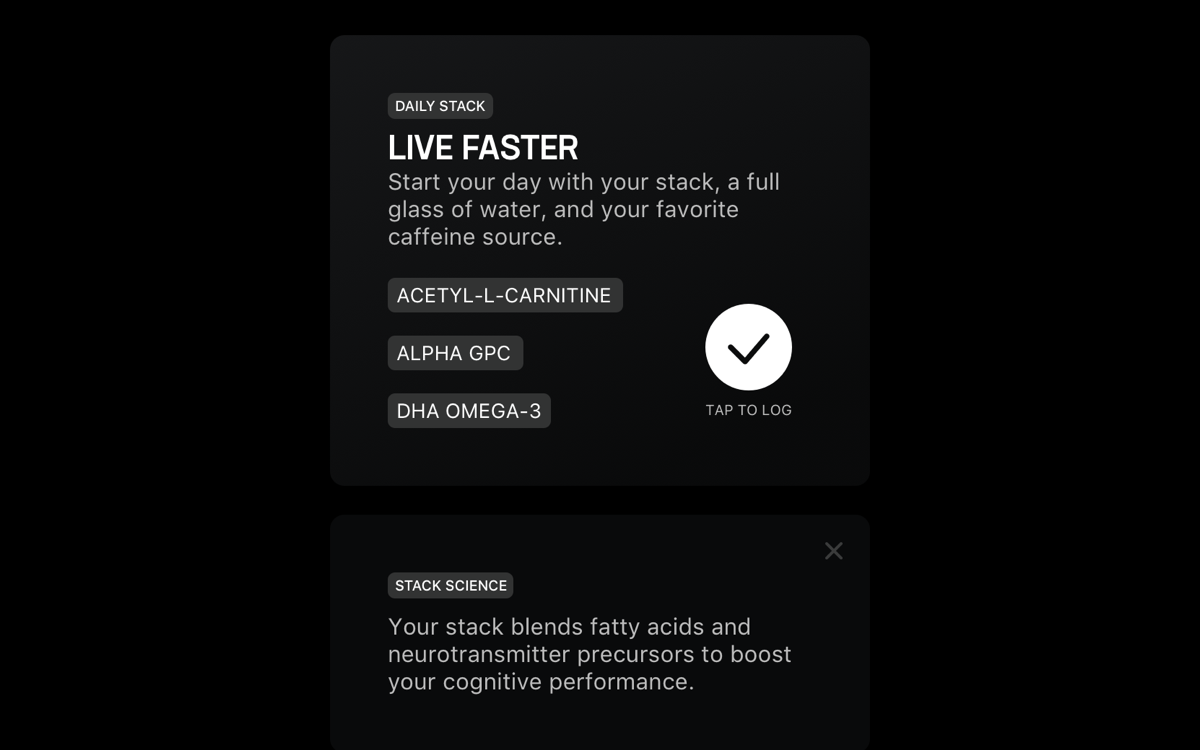 DAILY STACK
LIVE FASTER
Start your day with your stack, a full
glass of water, and your favorite
caffeine source.
ACETYL-L-CARNITINE
ALPHA GPC
DHA OMEGA-3
TAP TO LOG
STACK SCIENCE
Your stack blends fatty acids and
neurotransmitter precursors to boost
your cognitive performance.